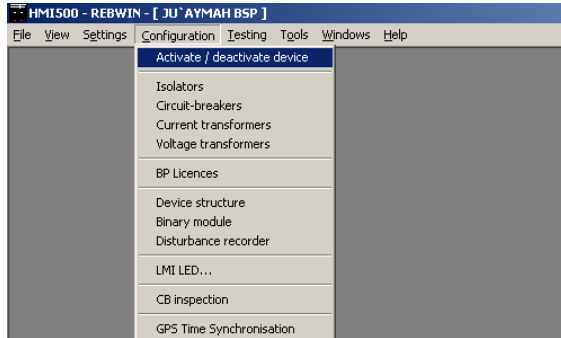 HMI500 - REBWIN - [ JU`AYMAH BSP ]
File View Settings Configuration Testing Tools Windows Help
Activate / deactivate device
Isolators
Circuit-breakers
Current transformers
Voltage transformers
BP Licences
Device structure
Binary module
Disturbance recorder
LMI LED...
CB inspection
GPS Time Synchronisation